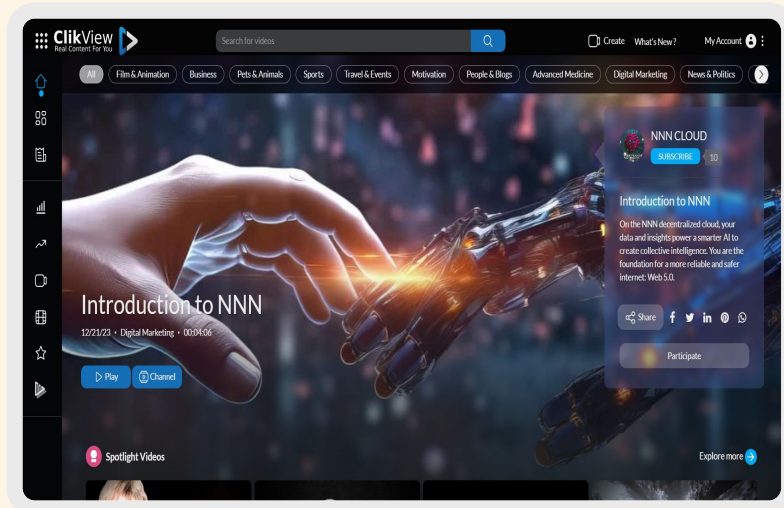 ClikView
Real Content For You
Search for videos
Create
What's New?
My Account
All
Film & Animation
Business
Pets & Animals
Sports
Travel & Events
Motivation
People & Blogs
Advanced Medicine
Digital Marketing
News & Politics
NNN CLOUD
SUBSCRIBE
10
Introduction to NNN
On the NNN decentralized cloud, your
data and insights power a smarter AI to
create collective intelligence. You are the
foundation for a more reliable and safer
internet: Web 5.0.
Share
Participate
Introduction to NNN
12/21/23 • Digital Marketing • 00:04:06
Play
Channel
Spotlight Videos
Explore more